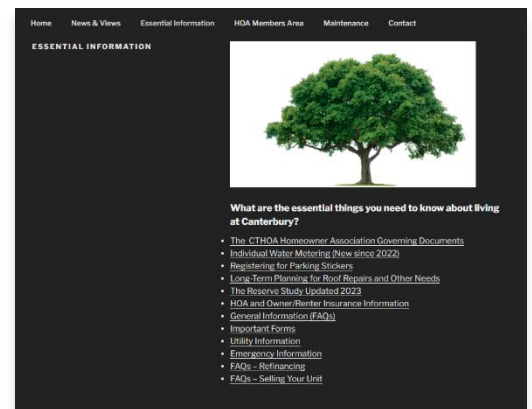 Home News & Views Essential Information HOA Members Area Maintenance Contact
ESSENTIAL INFORMATION
What are the essential things you need to know about living
at Canterbury?
• The CTHOA Homeowner Association Governing Documents
• Individual Water Metering (New since 2022)
• Registering for Parking Stickers
• Long-Term Planning for Roof Repairs and Other Needs
• The Reserve Study Updated 2023
• HOA and Owner/Renter Insurance Information
• General Information (FAQs)
• Important Forms
• Utility Information
• Emergency Information
• FAQs – Refinancing
• FAQs – Selling Your Unit